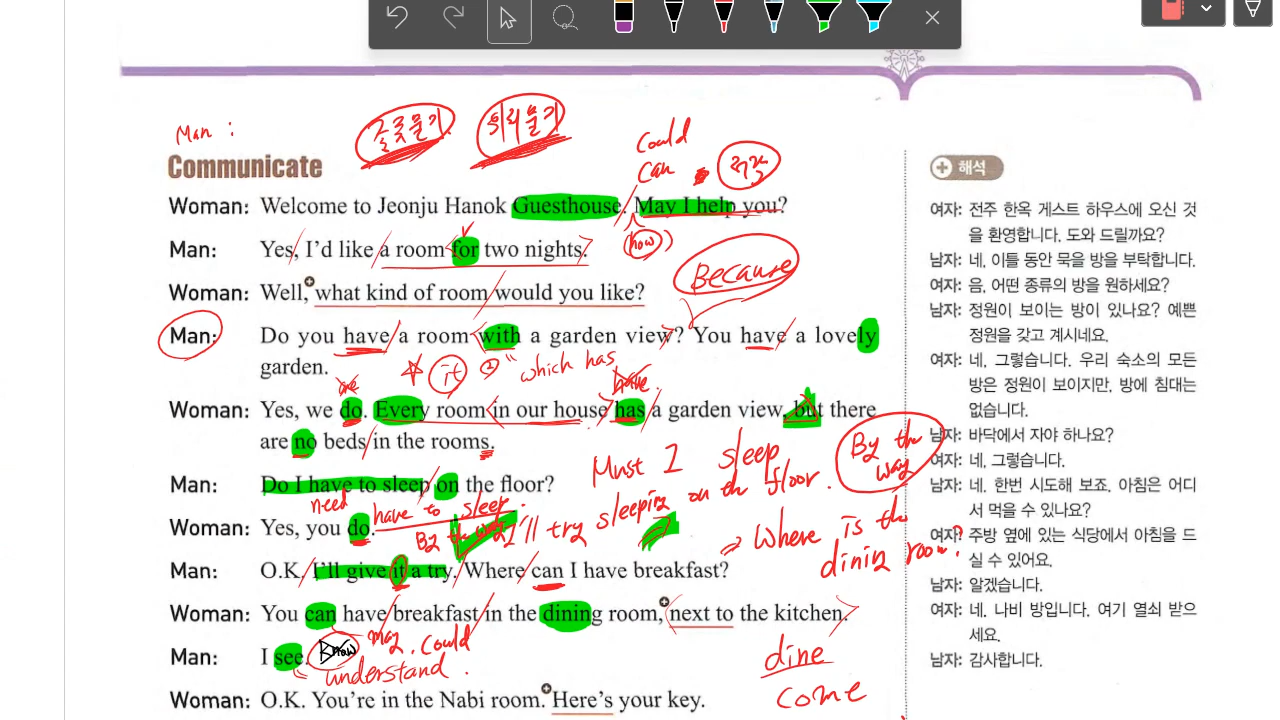 Man :
골곳물기
꿔리물기
Could
Can
Communicate
+ 해석
Woman: Welcome to Jeonju Hanok Guesthouse. May I help you?
Man: Yes, I'd like a room for two nights.
(how)
Because
Woman: Well, what kind of room would you like?
Man: Do you have a room with a garden view? You have a lovely
garden.
it
which has
are
have
Woman: Yes, we do. Every room in our house has a garden view, but there
are no beds in the rooms.
Must I sleep
on the floor.
By the
way
Man: Do I have to sleep on the floor?
need
have to sleep.
Woman: Yes, you do.
By the way
I'll try sleeping
Where is the
dining room?
Man: O.K. I'll give it a try. Where can I have breakfast?
Woman: You can have breakfast in the dining room, next to the kitchen.
may. Could
Man: I see.
Know
understand.
dine
come
Woman: O.K. You're in the Nabi room. Here's your key.
여자: 전주 한옥 게스트 하우스에 오신 것
을 환영합니다. 도와 드릴까요?
남자: 네, 이틀 동안 묵을 방을 부탁합니다.
여자: 음, 어떤 종류의 방을 원하세요?
남자: 정원이 보이는 방이 있나요? 예쁜
정원을 갖고 계시네요.
여자: 네, 그렇습니다. 우리 숙소의 모든
방은 정원이 보이지만, 방에 침대는
없습니다.
남자: 바닥에서 자야 하나요?
여자: 네, 그렇습니다.
남자: 네. 한번 시도해 보죠. 아침은 어디
서 먹을 수 있나요?
여자: 주방 옆에 있는 식당에서 아침을 드
실 수 있어요.
남자: 알겠습니다.
여자: 네. 나비 방입니다. 여기 열쇠 받으
세요.
남자: 감사합니다.